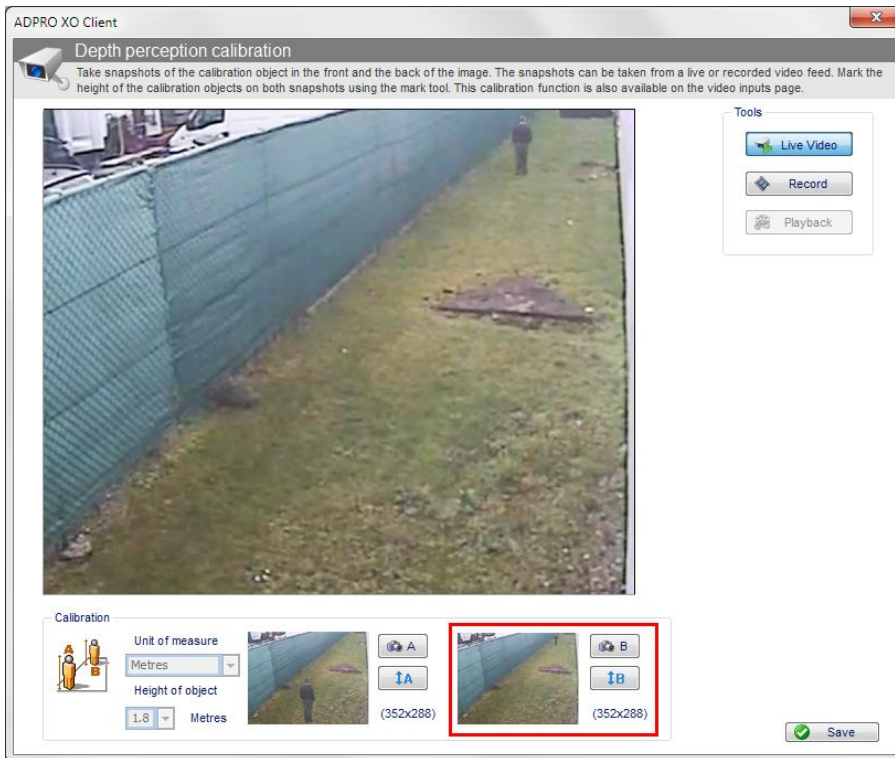 ADPRO XO Client
Depth perception calibration
Take snapshots of the calibration object in the front and the back of the image. The snapshots can be taken from a live or recorded video feed. Mark the
height of the calibration objects on both snapshots using the mark tool. This calibration function is also available on the video inputs page.
Tools
Live Video
Record
Playback
Calibration
A
B
Unit of measure
Metres
Height of object
1.8 Metres
A
A
(352x288)
B
B
(352x288)
Save